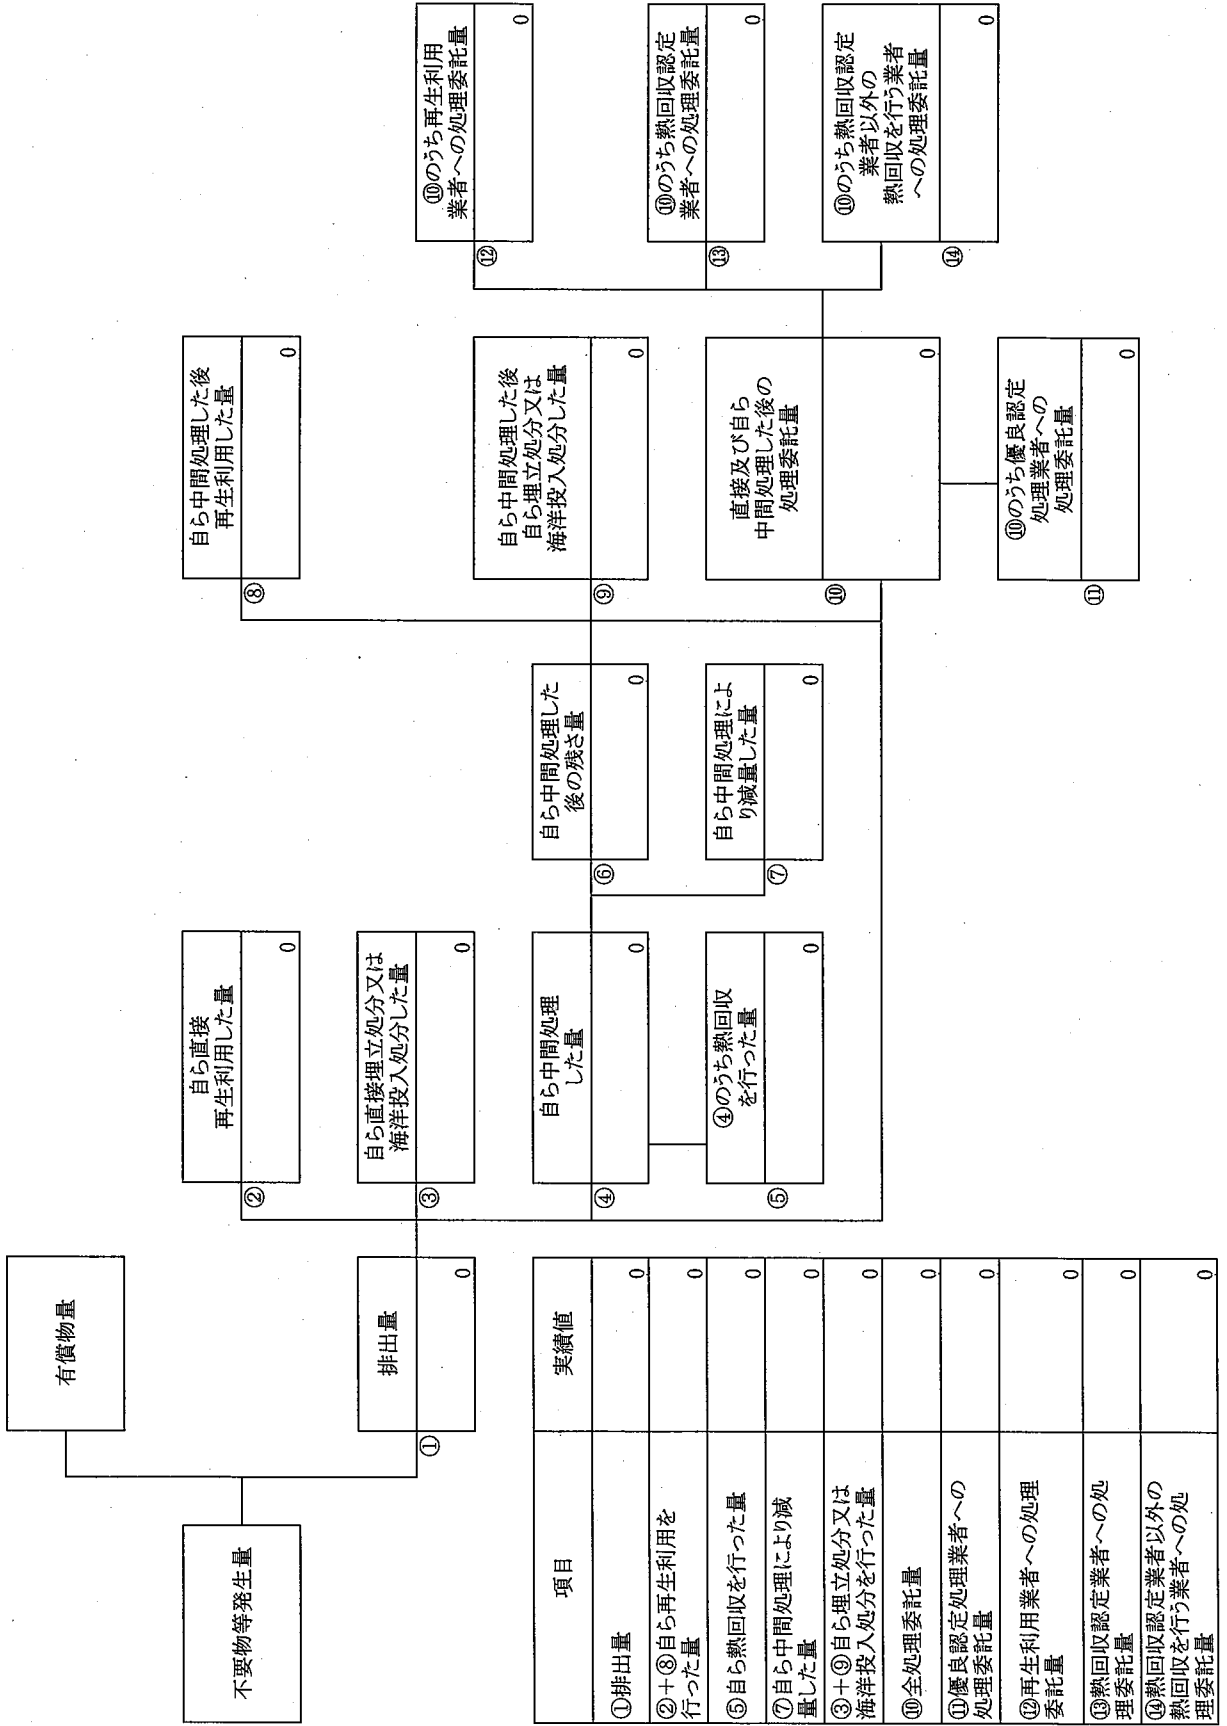 不要物等発生量
有償物量
①
排出量
0
②
自ら直接
再生利用した量
0
③
自ら直接埋立処分又は
海洋投入処分した量
0
④
自ら中間処理
した量
0
⑤
④のうち熱回収
を行った量
0
⑥
自ら中間処理した
後の残さ量
0
⑦
自ら中間処理によ
り減量した量
0
⑧
自ら中間処理した後
再生利用した量
0
⑨
自ら中間処理した後
自ら埋立処分又は
海洋投入処分した量
0
⑩
直接及び自ら
中間処理した後の
処理委託量
0
⑪
⑩のうち優良認定
処理業者への
処理委託量
0
⑫
⑩のうち再生利用
業者への処理委託量
0
⑬
⑩のうち熱回収認定
業者への処理委託量
0
⑭
⑩のうち熱回収認定
業者以外の
熱回収を行う業者
への処理委託量
0
項目 実績値
①排出量 0
②+⑧自ら再生利用を
行った量 0
⑤自ら熱回収を行った量 0
⑦自ら中間処理により減
量した量 0
③+⑨自ら埋立処分又は
海洋投入処分を行った量 0
⑩全処理委託量 0
⑪優良認定処理業者への
処理委託量 0
⑫再生利用業者への処理
委託量 0
⑬熱回収認定業者への処
理委託量 0
⑭熱回収認定業者以外の
熱回収を行う業者への処
理委託量 0